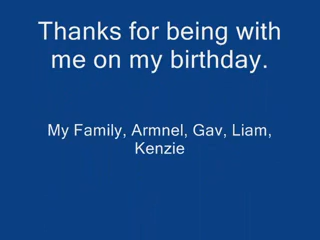 Thanks for being with
me on my birthday.
My Family, Armnel, Gav, Liam,
Kenzie